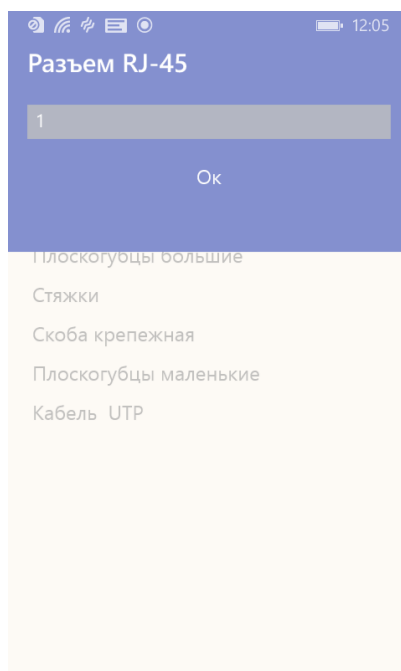 12:05
Разъем RJ-45
1
Ок
Плоскогубцы большие
Стяжки
Скоба крепежная
Плоскогубцы маленькие
Кабель UTP